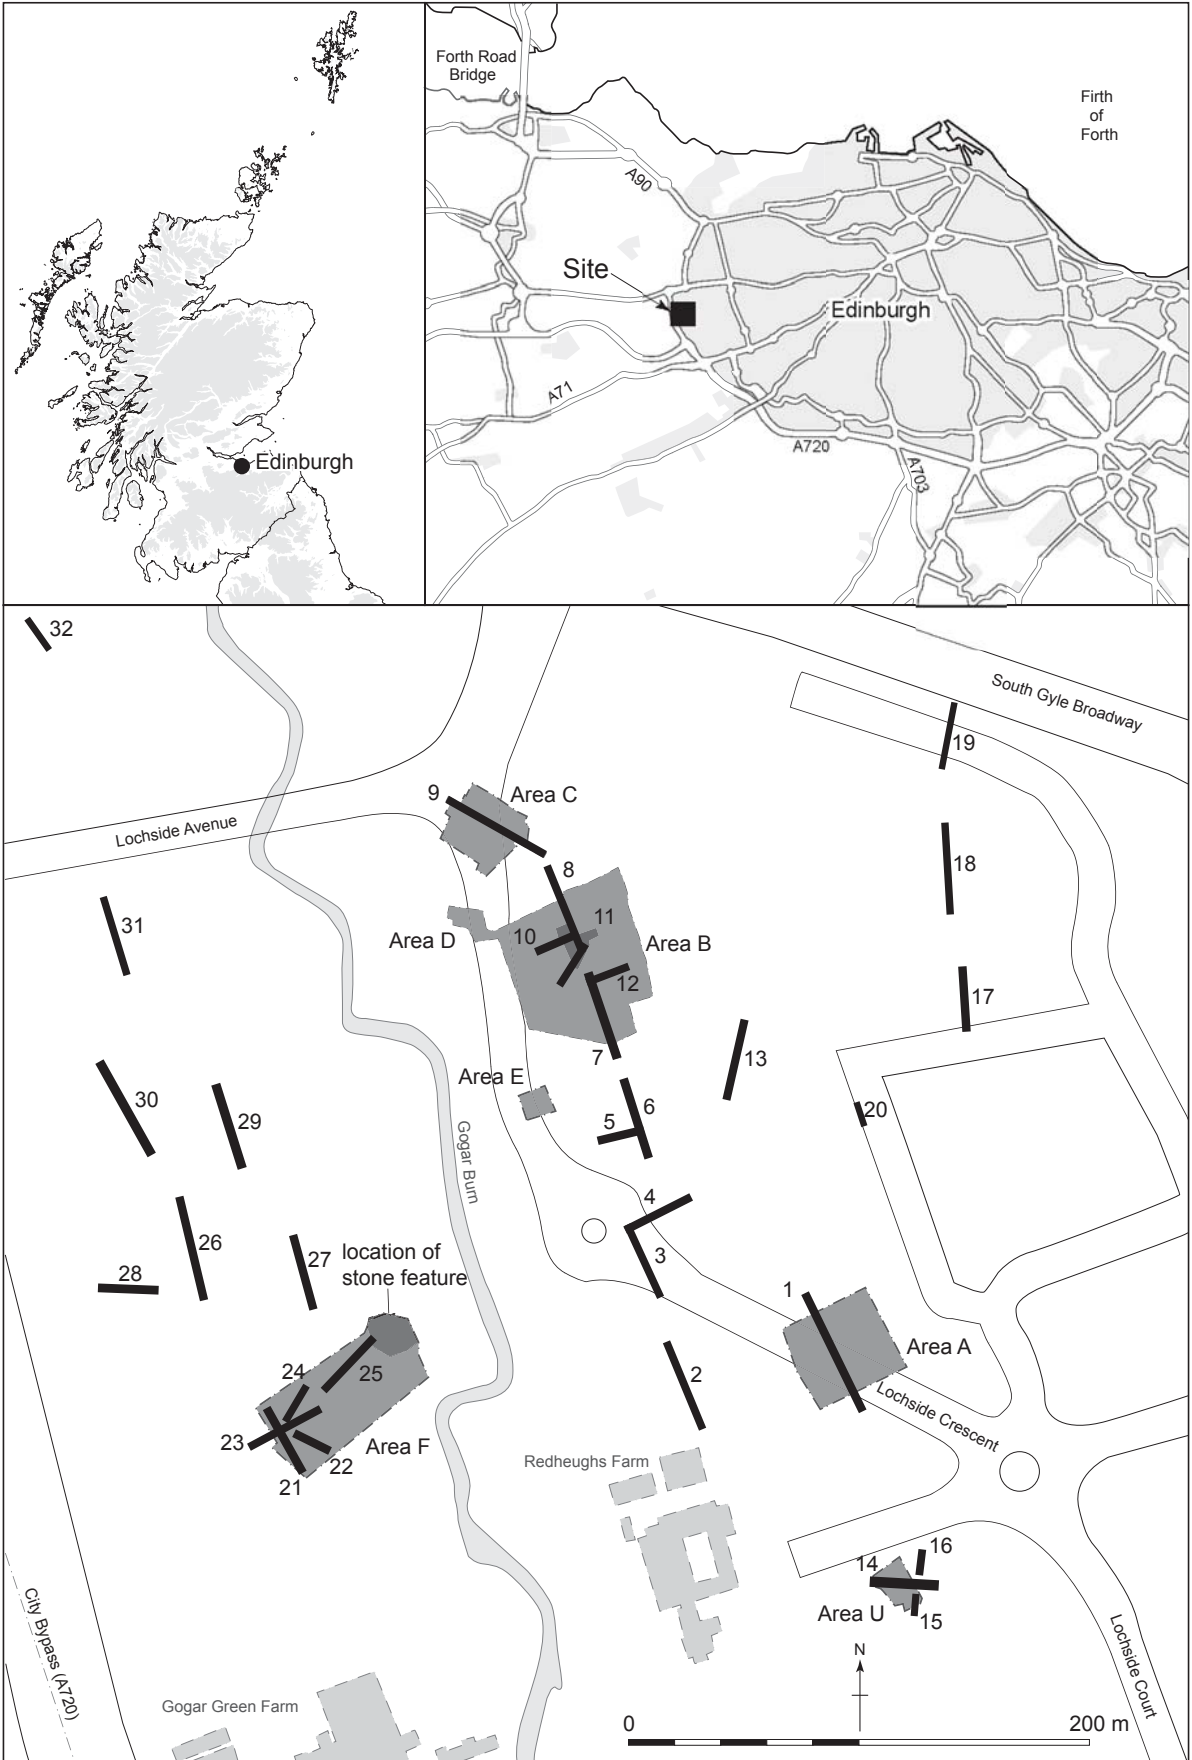 Edinburgh
Forth Road
Bridge
Firth
of
Forth
A90
Site
Edinburgh
A71
A720
A703
32
South Gyle Broadway
19
9
Area C
Lochside Avenue
8
18
31
11
10
Area D
Area B
12
17
7
13
Area E
30
29
6
5
20
Gogar Burn
4
26
27
location of
stone feature
3
28
1
Area A
24
25
2
Lochside Crescent
23
Area F
22
21
Redheughs Farm
16
14
Area U
15
City Bypass (A720)
Lochside Court
N
Gogar Green Farm
0
200 m